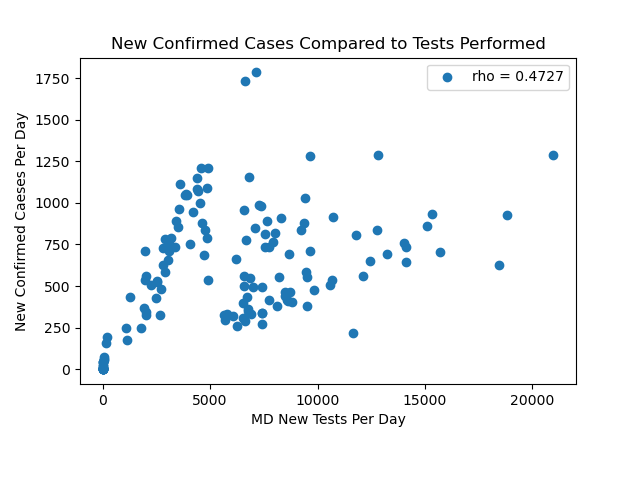 New Confirmed Cases Compared to Tests Performed
rho = 0.4727
New Confirmed Caeses Per Day
1750
1500
1250
1000
750
500
250
0
0 5000 10000 15000 20000
MD New Tests Per Day